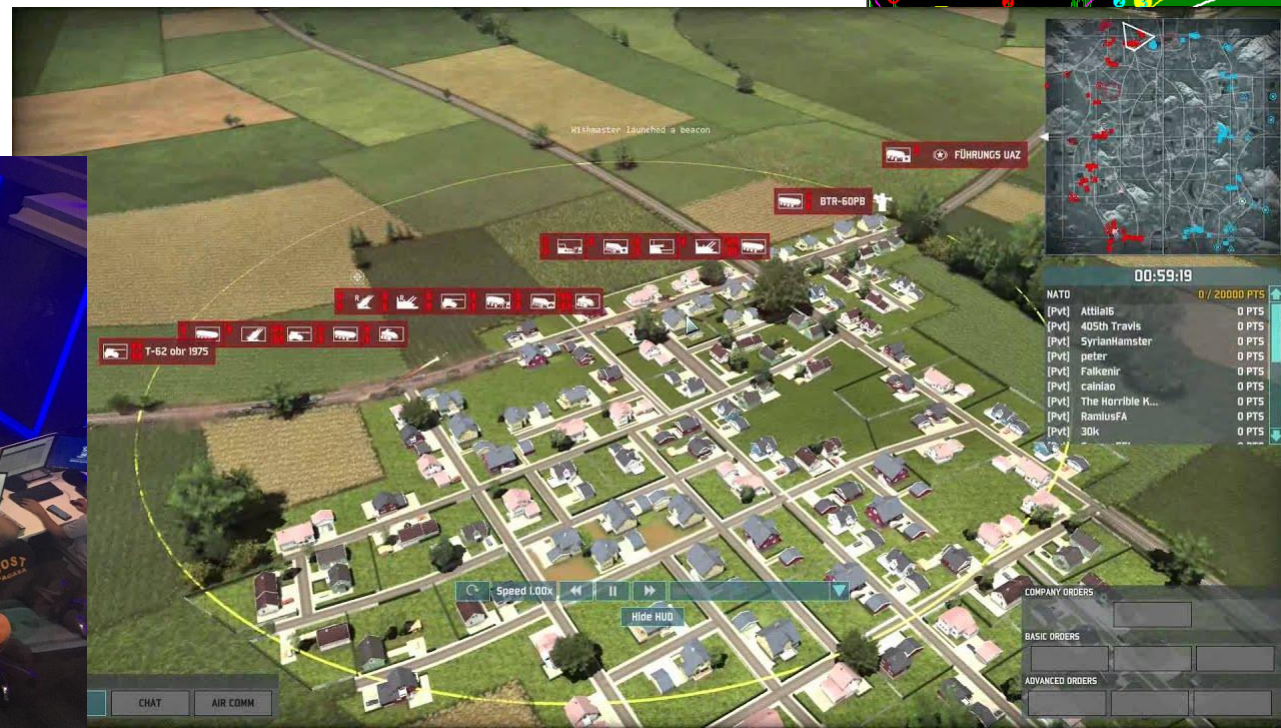 Wishmaster launched a beacon
FÜHRUNGS UAZ
BTR-60PB
T-62 obr 1975
00:59:19
NATO 0 / 20000 PTS
[Pvt] Attila16 0 PTS
[Pvt] 405th Travis 0 PTS
[Pvt] SyrianHamster 0 PTS
[Pvt] peter 0 PTS
[Pvt] Falkenir 0 PTS
[Pvt] cainiao 0 PTS
[Pvt] The Horrible K... 0 PTS
[Pvt] RamiusFA 0 PTS
[Pvt] 30k 0 PTS
Speed 1.00x
Hide HUD
COMPANY ORDERS
BASIC ORDERS
ADVANCED ORDERS
CHAT
AIR COMM